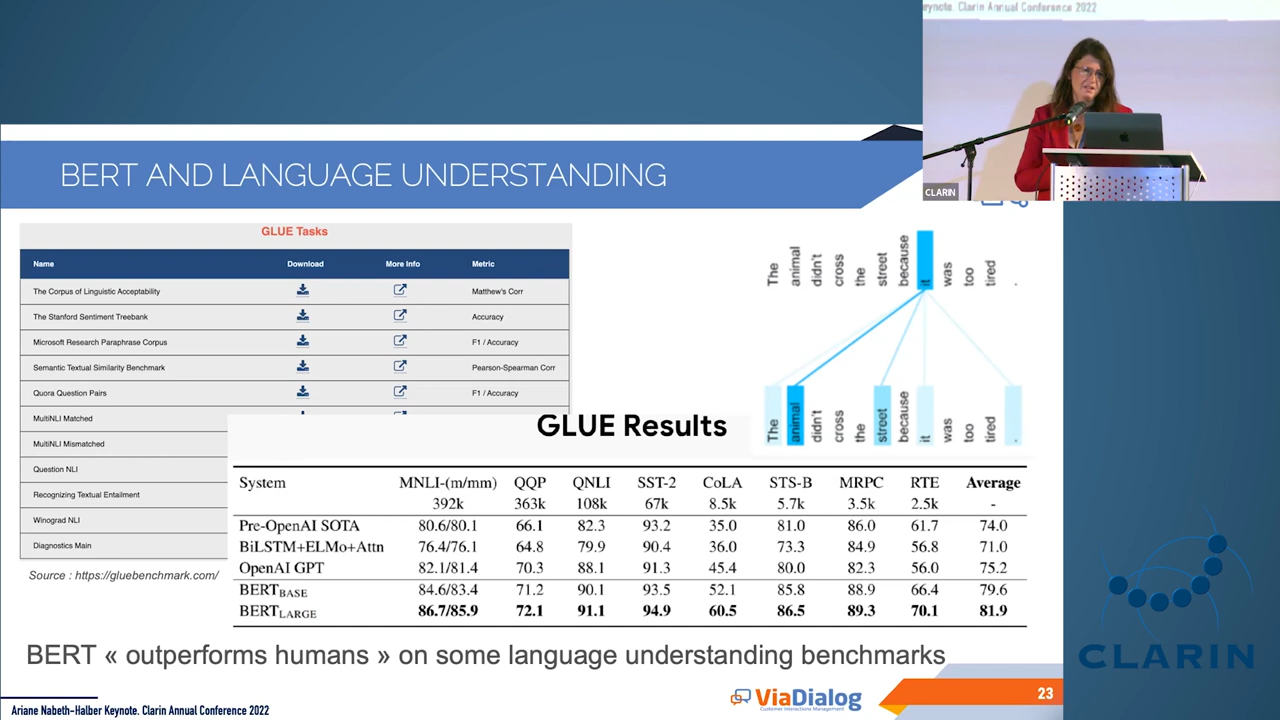 eynote. Clarin Annual Conference 2022
CLARIN
BERT AND LANGUAGE UNDERSTANDING
GLUE Tasks
Name Download More Info Metric
The Corpus of Linguistic Acceptability Matthew's Corr
The Stanford Sentiment Treebank Accuracy
Microsoft Research Paraphrase Corpus F1 / Accuracy
Semantic Textual Similarity Benchmark Pearson-Spearman Corr
Quora Question Pairs F1 / Accuracy
MultiNLI Matched
MultiNLI Mismatched
Question NLI
Recognizing Textual Entailment
Winograd NLI
Diagnostics Main
Source : https://gluebenchmark.com/
The animal didn't cross the street because it was too tired .
The animal didn't cross the street because it was too tired .
GLUE Results
System MNLI-(m/mm) QQP QNLI SST-2 CoLA STS-B MRPC RTE Average
392k 363k 108k 67k 8.5k 5.7k 3.5k 2.5k -
Pre-OpenAI SOTA 80.6/80.1 66.1 82.3 93.2 35.0 81.0 86.0 61.7 74.0
BiLSTM+ELMo+Attn 76.4/76.1 64.8 79.9 90.4 36.0 73.3 84.9 56.8 71.0
OpenAI GPT 82.1/81.4 70.3 88.1 91.3 45.4 80.0 82.3 56.0 75.2
BERTBASE 84.6/83.4 71.2 90.1 93.5 52.1 85.8 88.9 66.4 79.6
BERTLARGE 86.7/85.9 72.1 91.1 94.9 60.5 86.5 89.3 70.1 81.9
BERT « outperforms humans » on some language understanding benchmarks
ViaDialog
Customer Interactions Management
23
Ariane Nabeth-Halber Keynote. Clarin Annual Conference 2022
CLARIN